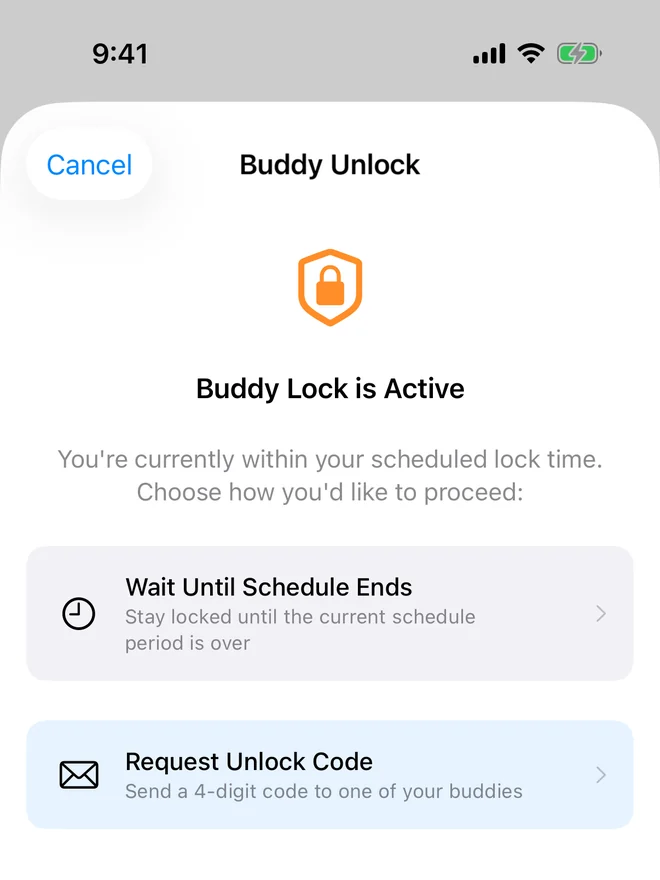 9:41
Cancel
Buddy Unlock
Buddy Lock is Active
You're currently within your scheduled lock time.
Choose how you'd like to proceed:
Wait Until Schedule Ends
Stay locked until the current schedule
period is over
Request Unlock Code
Send a 4-digit code to one of your buddies